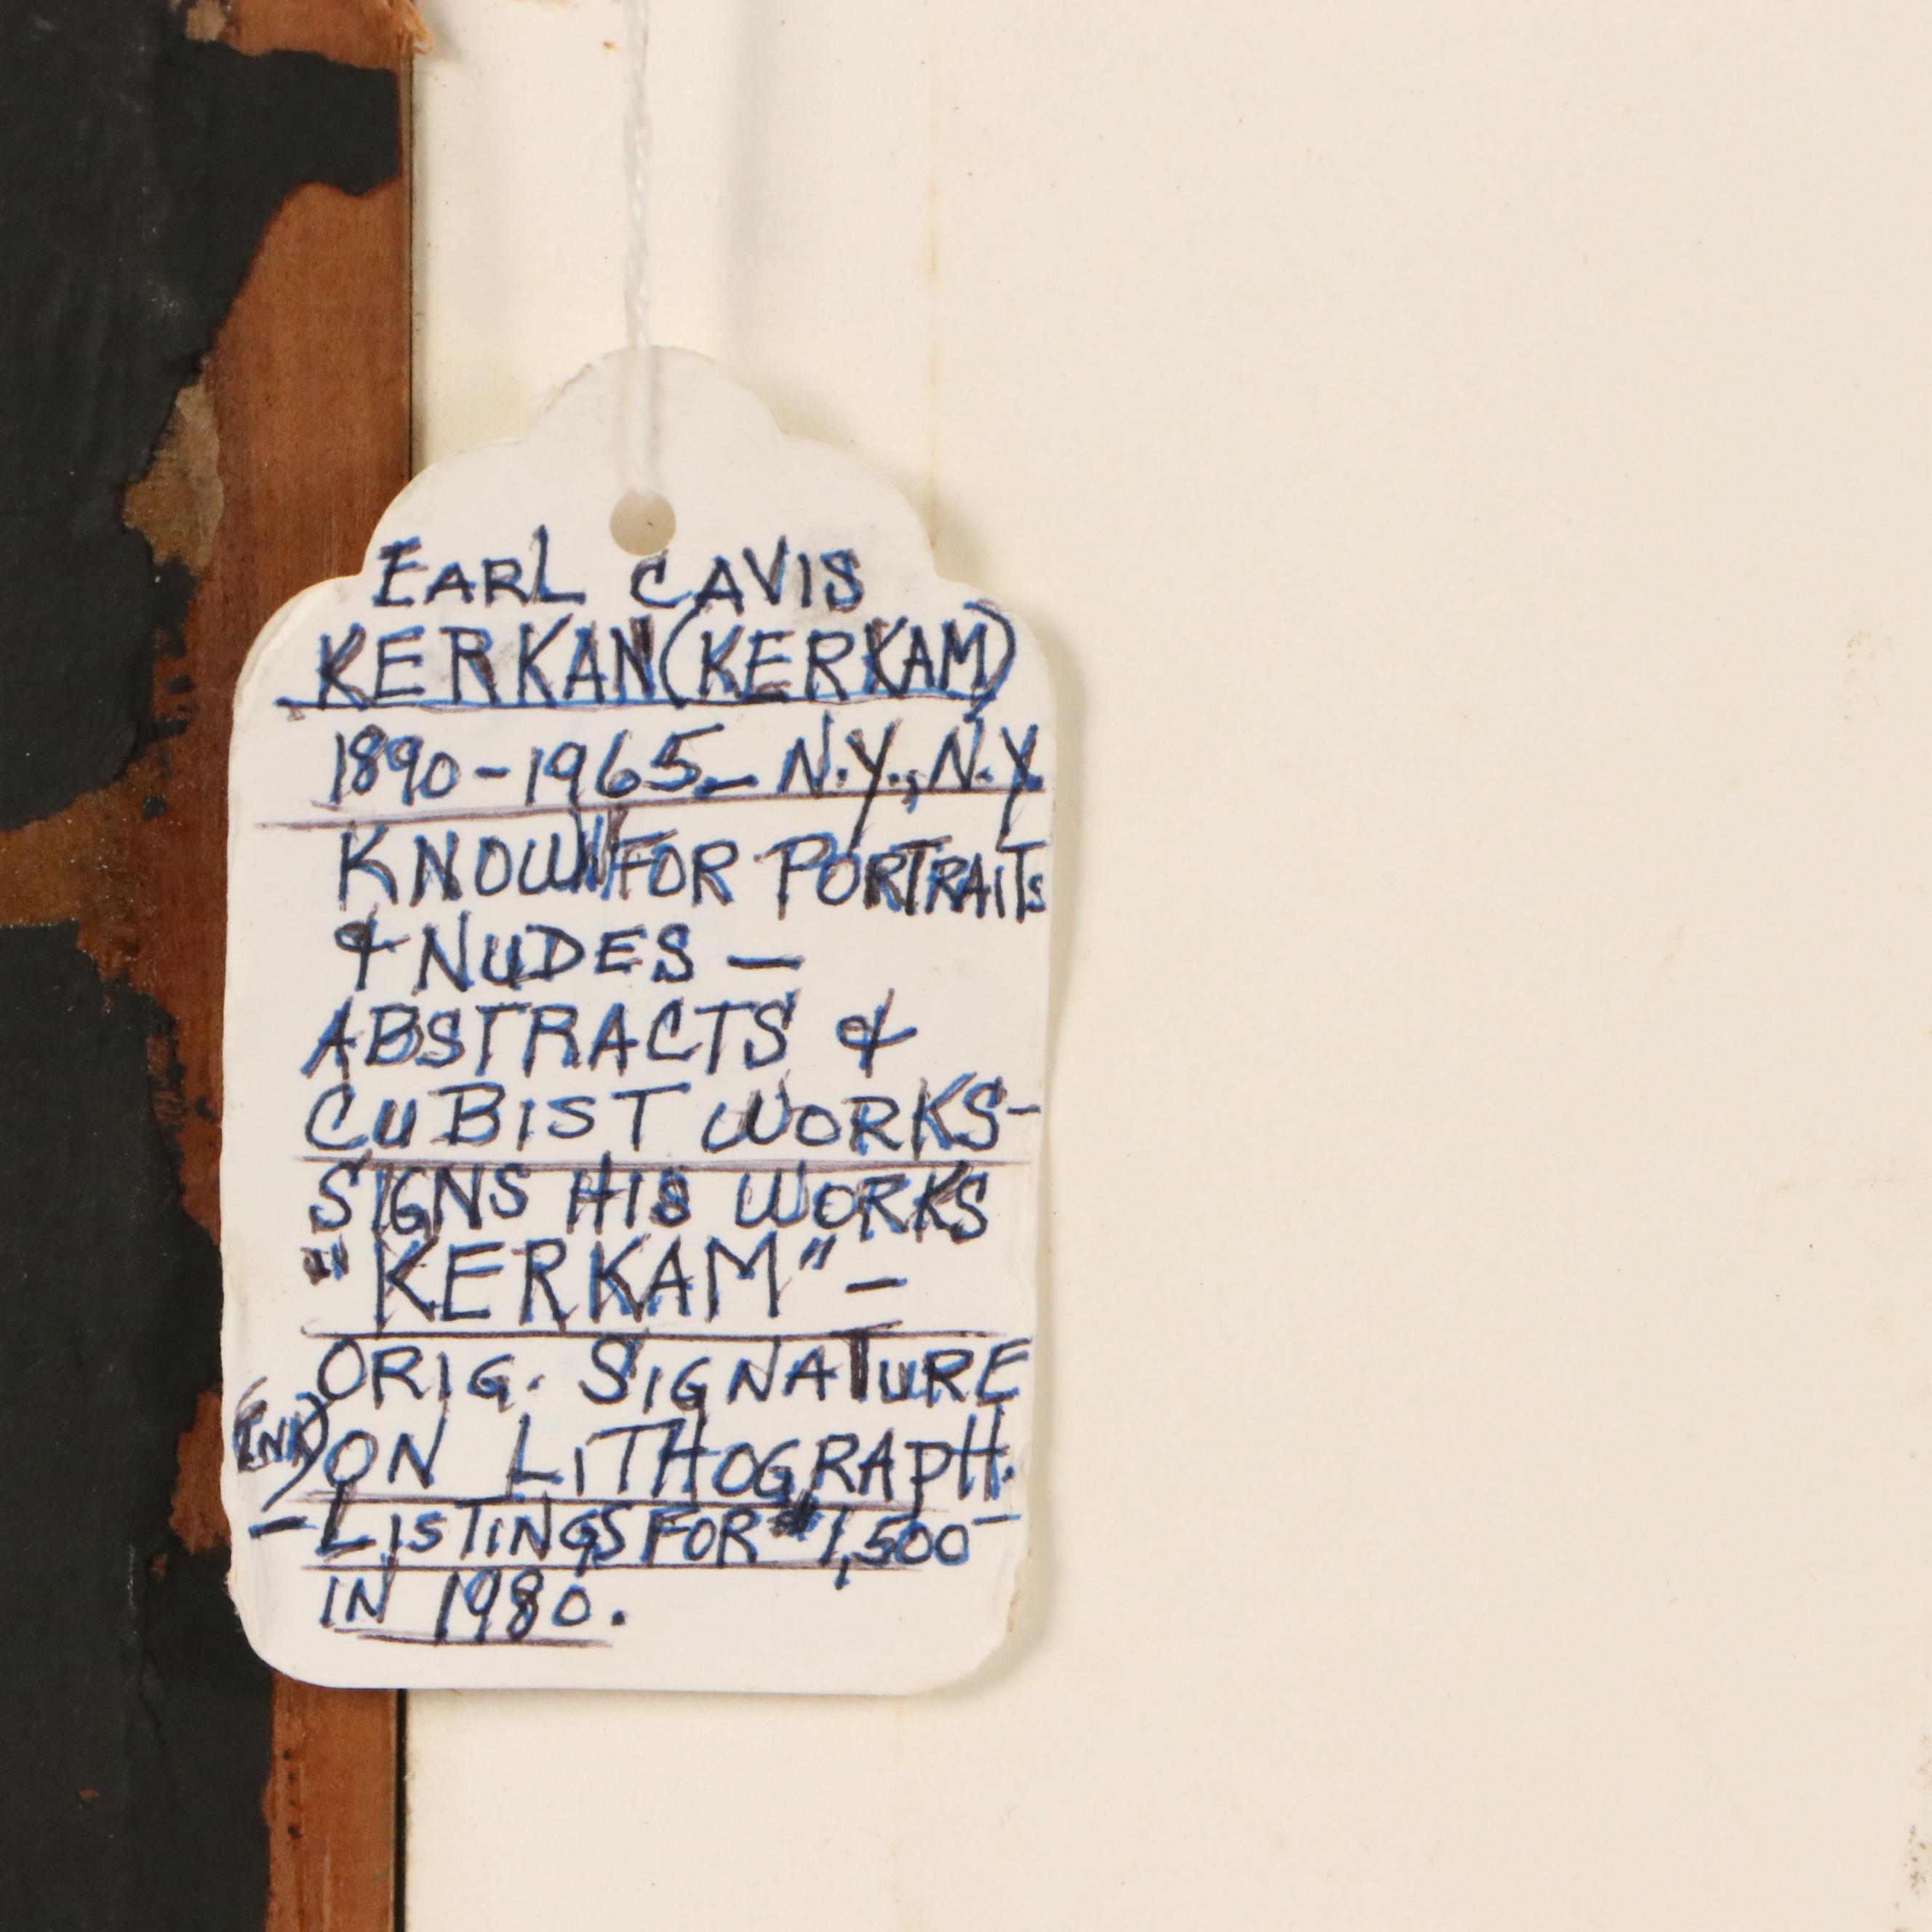 EARL CAVIS
KERKAN (KERKAM)
1890-1965 - N.Y., N.Y.
KNOWN FOR PORTRAITS
& NUDES —
ABSTRACTS &
CUBIST WORKS-
SIGNS HIS WORKS
"KERKAM" -
ORIG. SIGNATURE
(INK) ON LITHOGRAPH.
- LISTINGS FOR $1,500-
IN 1980.